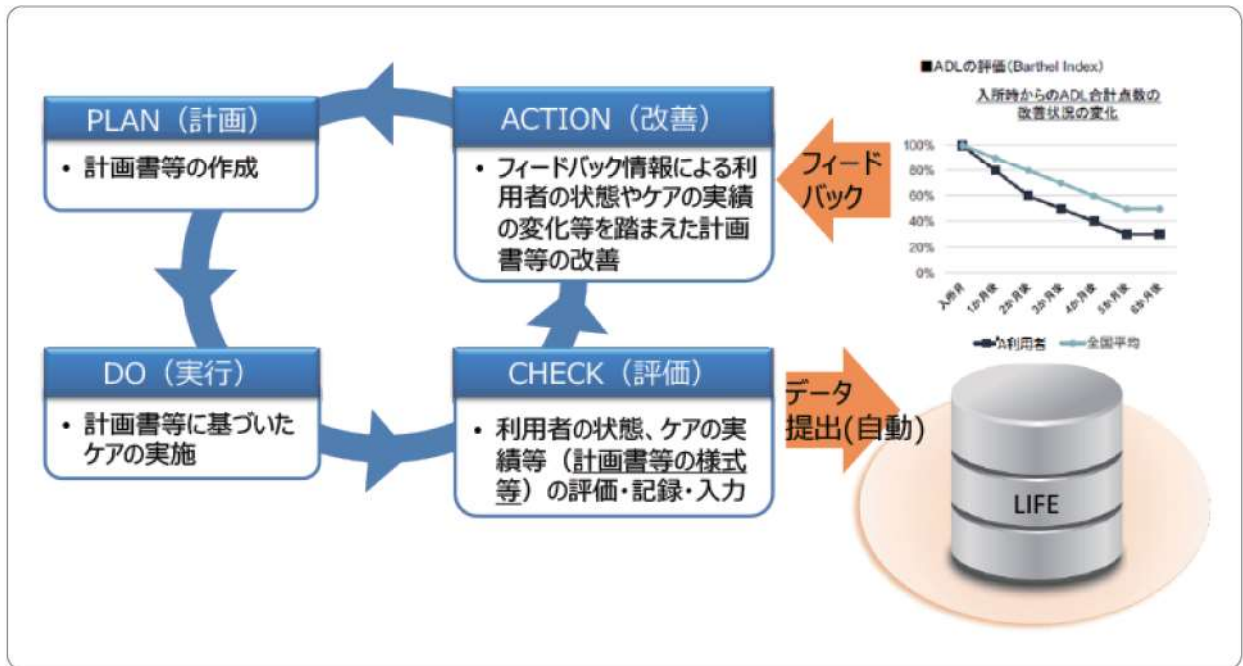 PLAN（計画）
・計画書等の作成
DO（実行）
・計画書等に基づいた
ケアの実施
CHECK（評価）
・利用者の状態、ケアの実
績等（計画書等の様式
等）の評価・記録・入力
ACTION（改善）
・フィードバック情報による利
用者の状態やケアの実績
の変化等を踏まえた計画
書等の改善
フィード
バック
データ
提出(自動)
LIFE
■ADLの評価(Barthel Index)
入所時からのADL合計点数の
改善状況の変化
100%
80%
60%
40%
20%
0%
入所月
1か月後
2か月後
3か月後
4か月後
5か月後
6か月後
A利用者
全国平均